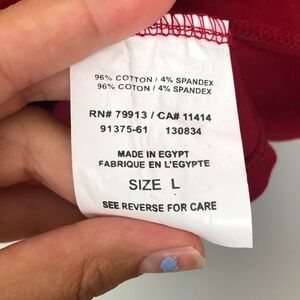 96% COTTON / 4% SPANDEX
96% COTON / 4% SPANDEX
RN# 79913 / CA# 11414
91375-61 130834
MADE IN EGYPT
FABRIQUE EN L'EGYPTE
SIZE L
SEE REVERSE FOR CARE